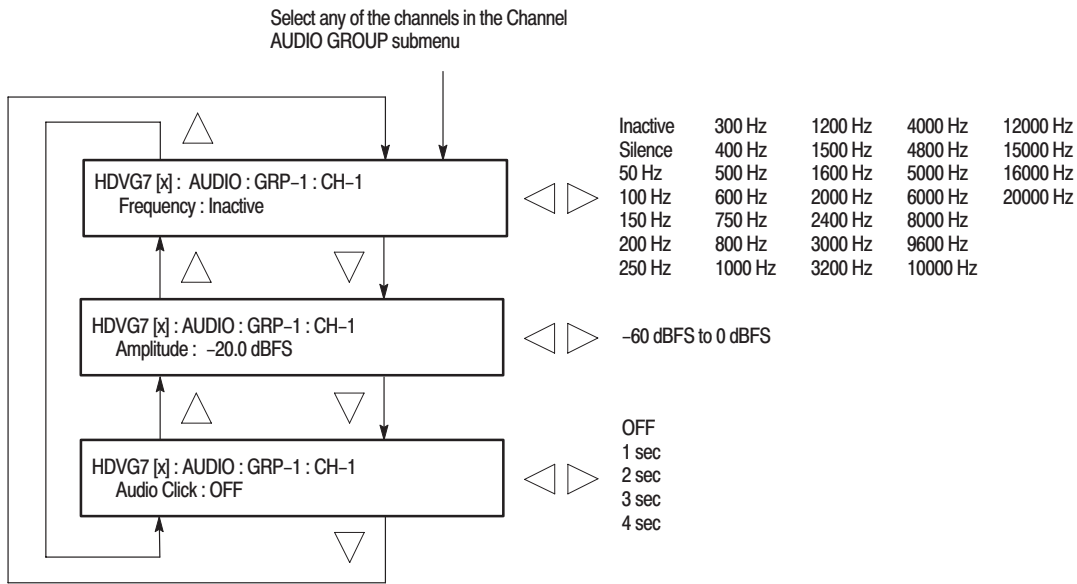 Select any of the channels in the Channel
AUDIO GROUP submenu
HDVG7 [x] : AUDIO : GRP–1 : CH–1
Frequency : Inactive
Inactive 300 Hz 1200 Hz 4000 Hz 12000 Hz
Silence 400 Hz 1500 Hz 4800 Hz 15000 Hz
50 Hz 500 Hz 1600 Hz 5000 Hz 16000 Hz
100 Hz 600 Hz 2000 Hz 6000 Hz 20000 Hz
150 Hz 750 Hz 2400 Hz 8000 Hz
200 Hz 800 Hz 3000 Hz 9600 Hz
250 Hz 1000 Hz 3200 Hz 10000 Hz
HDVG7 [x] : AUDIO : GRP–1 : CH–1
Amplitude : –20.0 dBFS
–60 dBFS to 0 dBFS
HDVG7 [x] : AUDIO : GRP–1 : CH–1
Audio Click : OFF
OFF
1 sec
2 sec
3 sec
4 sec